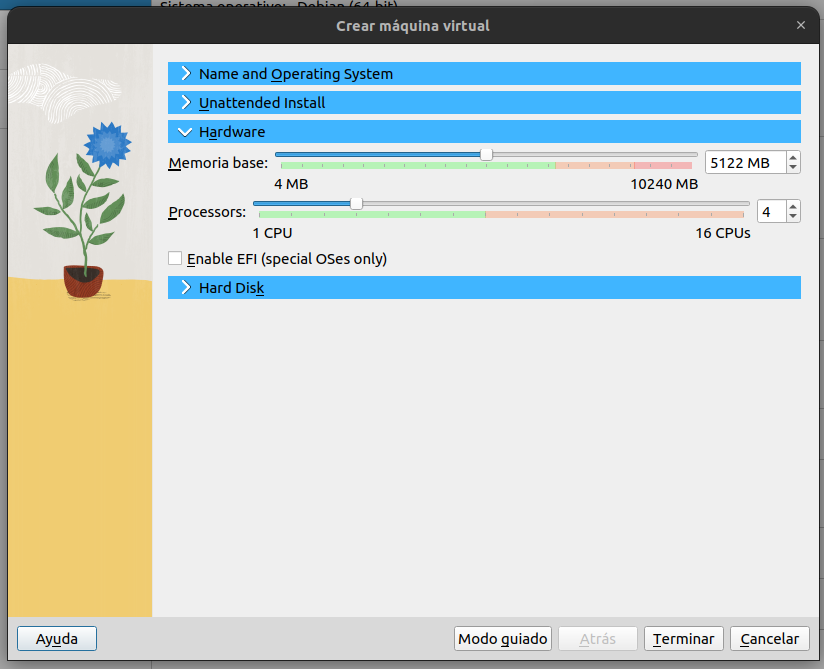 Sistema operativo: Debian (64-bit)
Crear máquina virtual
Name and Operating System
Unattended Install
Hardware
Memoria base:
5122 MB
4 MB
10240 MB
Processors:
4
1 CPU
16 CPUs
Enable EFI (special OSes only)
Hard Disk
Ayuda
Modo guiado
Atrás
Terminar
Cancelar